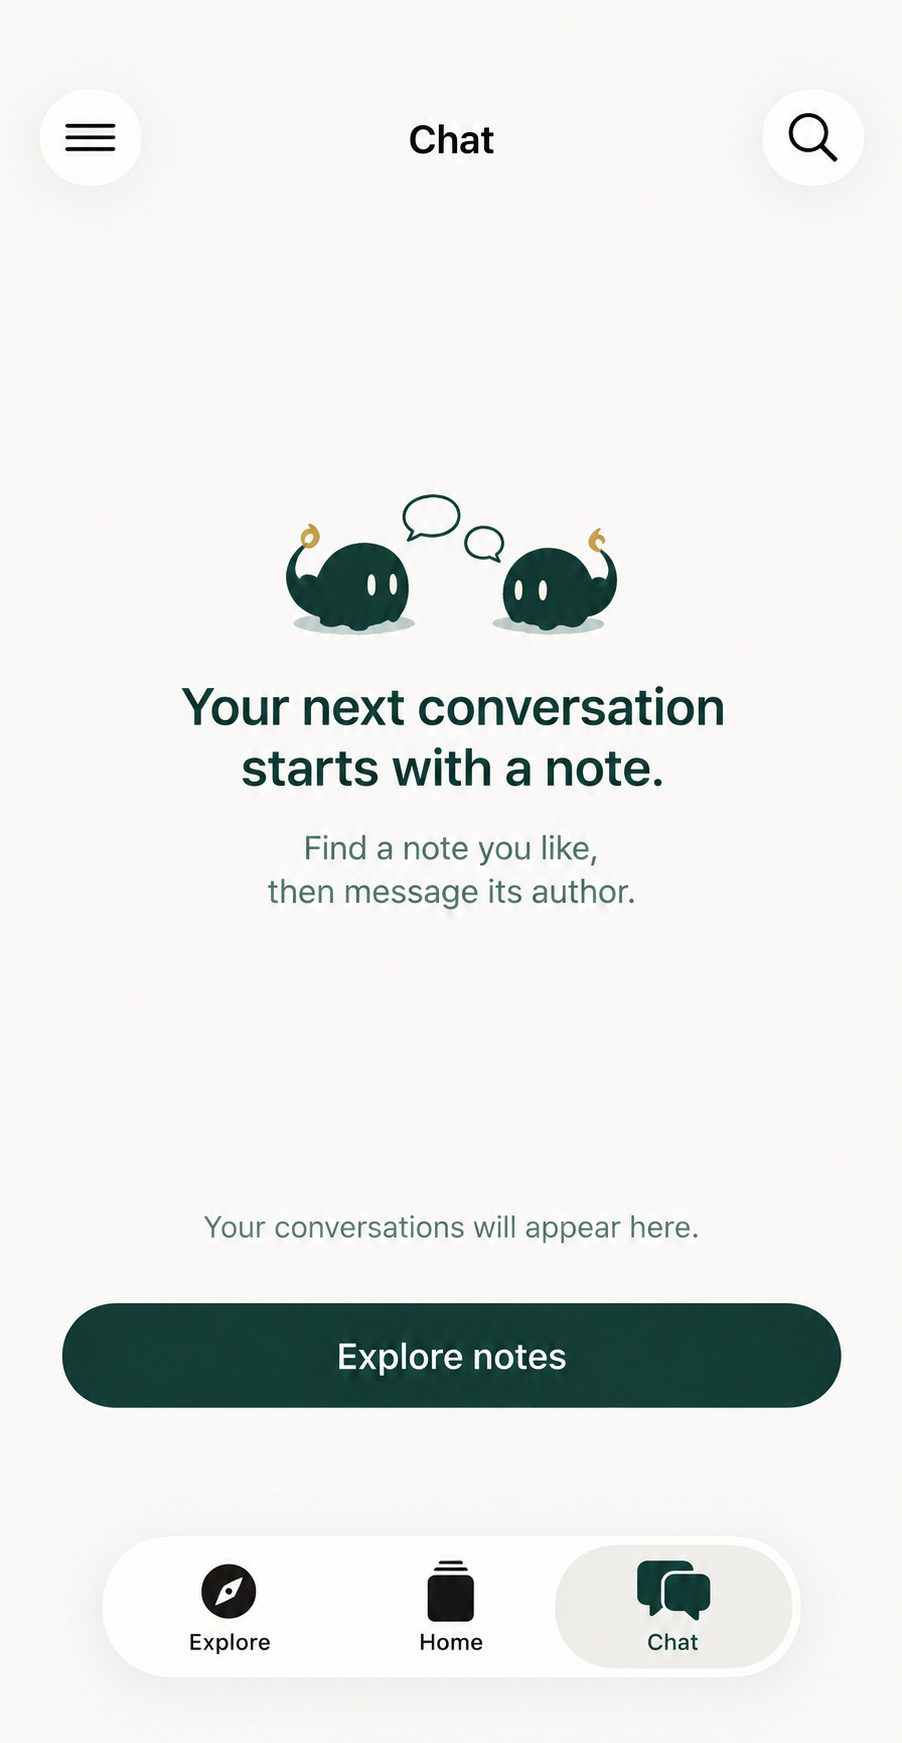 Chat
Your next conversation
starts with a note.
Find a note you like,
then message its author.
Your conversations will appear here.
Explore notes
Explore
Home
Chat